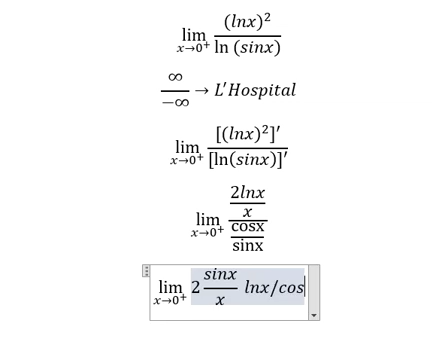 lim x→0⁺ (lnx)² / ln (sinx)
∞ / −∞ → L′Hospital
lim x→0⁺ [(lnx)²]′ / [ln(sinx)]′
lim x→0⁺ (2lnx / x) / (cosx / sinx)
lim x→0⁺ 2 sinx / x lnx/cos